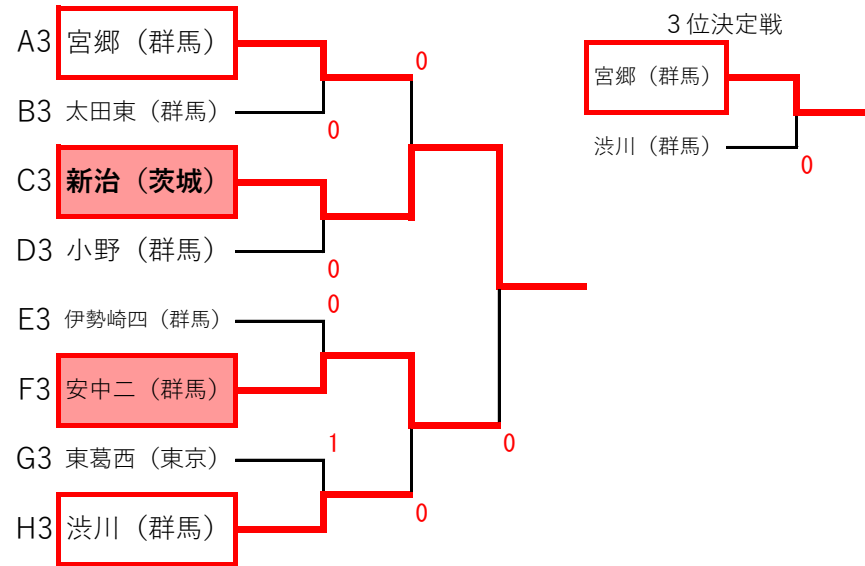 A3 宮郷（群馬）
0
B3 太田東（群馬）
0
C3 新治（茨城）
D3 小野（群馬）
0
0
E3 伊勢崎四（群馬）
F3 安中二（群馬）
1
0
G3 東葛西（東京）
0
H3 渋川（群馬）
３位決定戦
宮郷（群馬）
渋川（群馬）
0